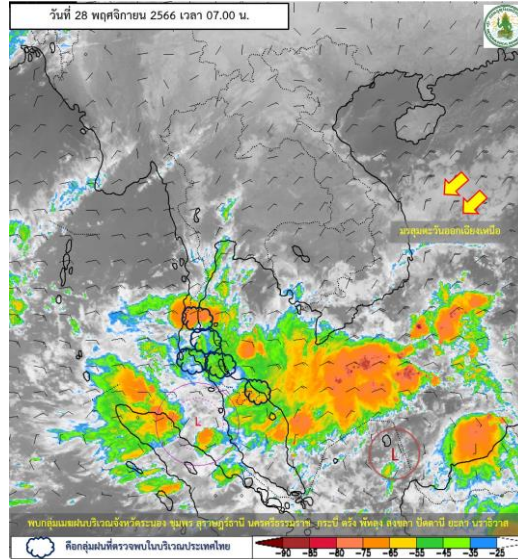 วันที่ 28 พฤศจิกายน 2566 เวลา 07.00 น.
มรสุมตะวันออกเฉียงเหนือ
L
L
พบกลุ่มเมฆฝนบริเวณจังหวัดระนอง ชุมพร สุราษฎร์ธานี นครศรีธรรมราช กระบี่ ตรัง พัทลุง สงขลา ปัตตานี ยะลา นราธิวาส
คือกลุ่มฝนที่ตรวจพบในบริเวณประเทศไทย
-90 -85 -80 -75 -65 -55 -45 -35 -25